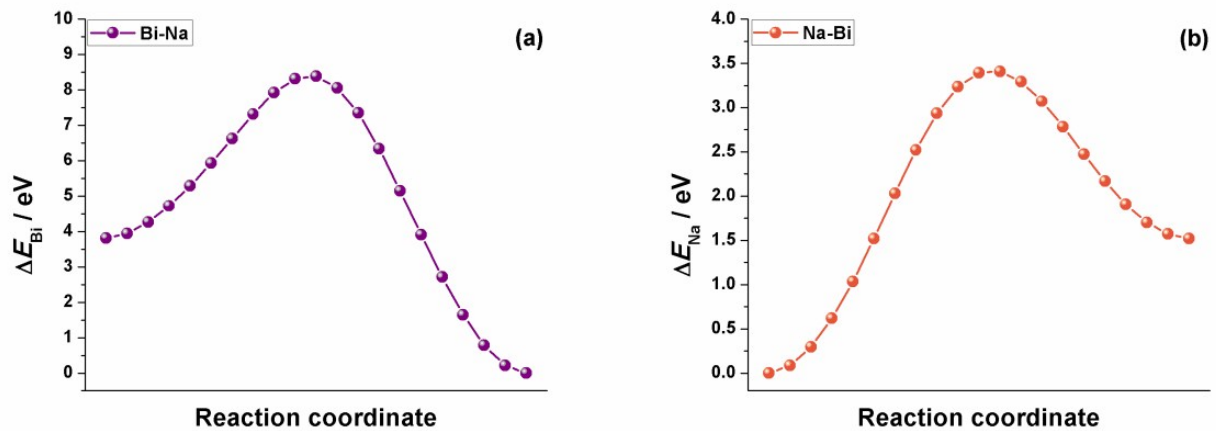 Bi-Na
(a)
10
9
8
7
6
5
4
3
2
1
0
ΔE_Bi / eV
Reaction coordinate
Na-Bi
(b)
4.0
3.5
3.0
2.5
2.0
1.5
1.0
0.5
0.0
ΔE_Na / eV
Reaction coordinate